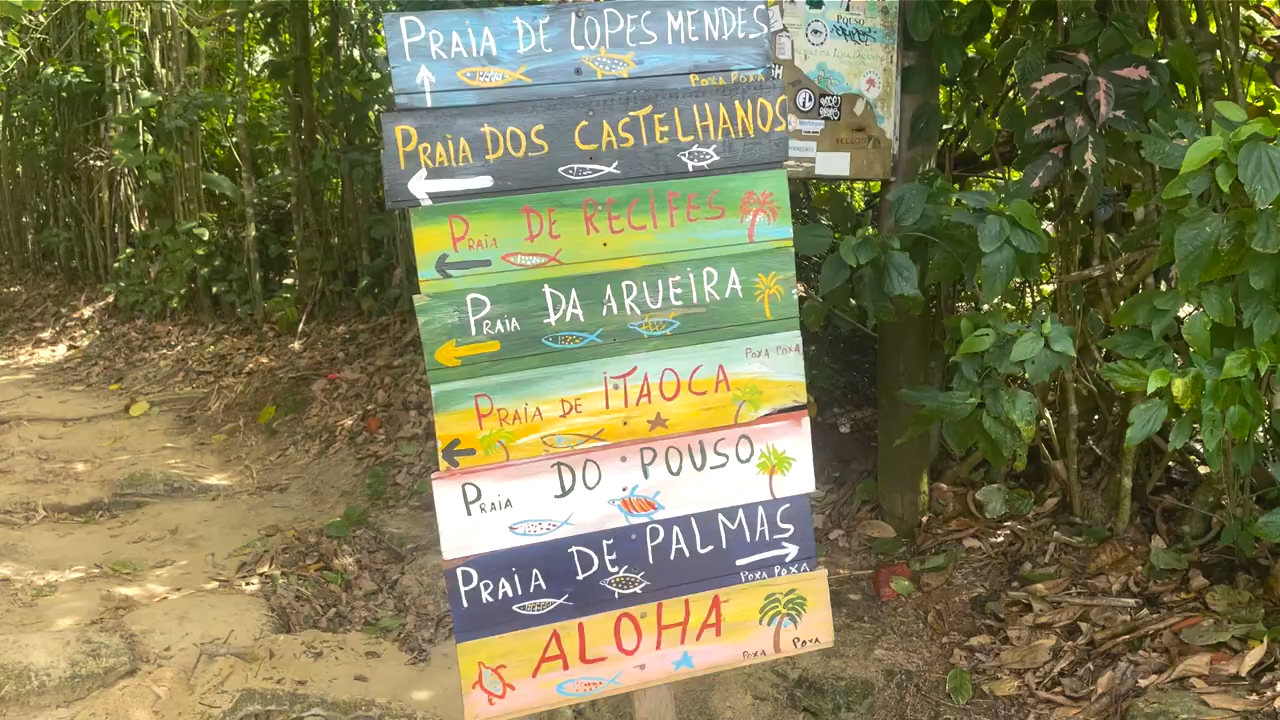 PRAIA DE LOPES MENDES
POXA POXA
PRAIA DOS CASTELHANOS
PRAIA DE RECIFES
PRAIA DA ARUEIRA
POXA POXA
PRAIA DE ITAOCA
PRAIA DO POUSO
PRAIA DE PALMAS
POXA POXA
ALOHA
POXA POXA
POUSO